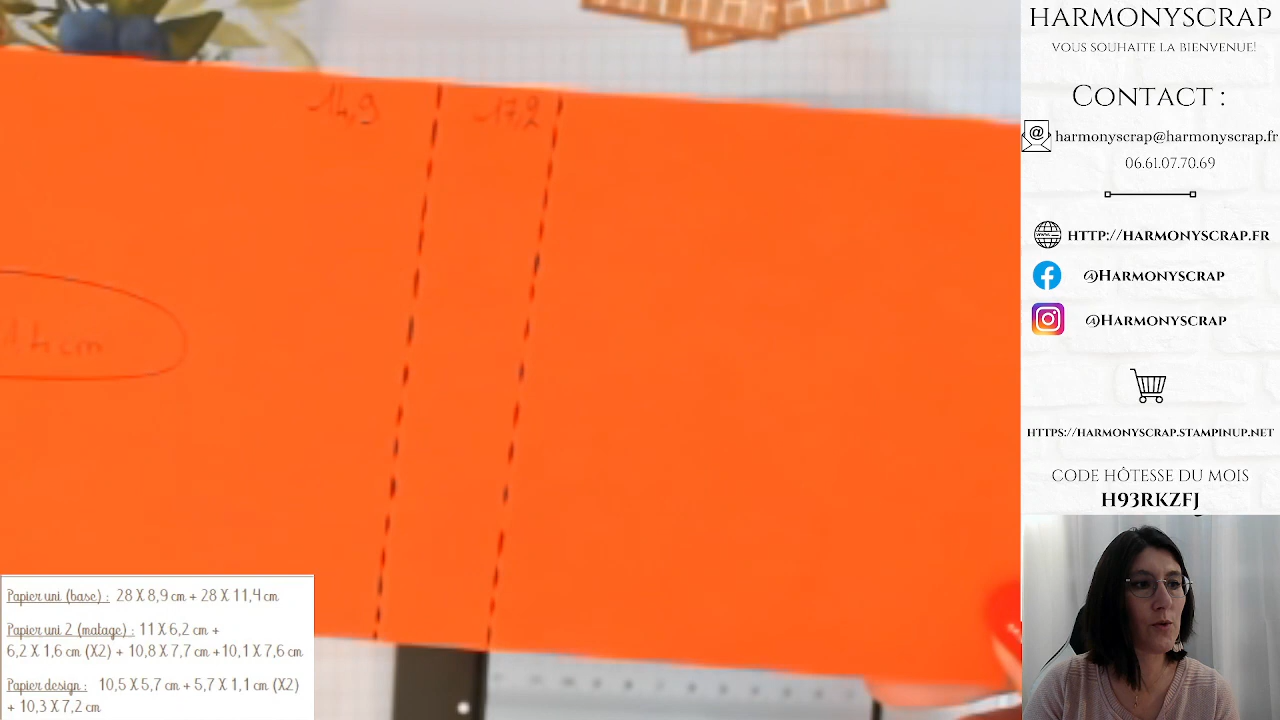 14,9 17,2
HARMONYSCRAP
VOUS SOUHAITE LA BIENVENUE!
CONTACT :
harmonyscrap@harmonyscrap.fr
06.61.07.70.69
HTTP://HARMONYSCRAP.FR
@HARMONYSCRAP
@HARMONYSCRAP
HTTPS://HARMONYSCRAP.STAMPINUP.NET
CODE HÔTESSE DU MOIS
H93RKZFJ
Papier uni (base) : 28 X 8,9 cm + 28 X 11,4 cm
Papier uni 2 (matage) : 11 X 6,2 cm +
6,2 X 1,6 cm (X2) + 10,8 X 7,7 cm +10,1 X 7,6 cm
Papier design : 10,5 X 5,7 cm + 5,7 X 1,1 cm (X2)
+ 10,3 X 7,2 cm